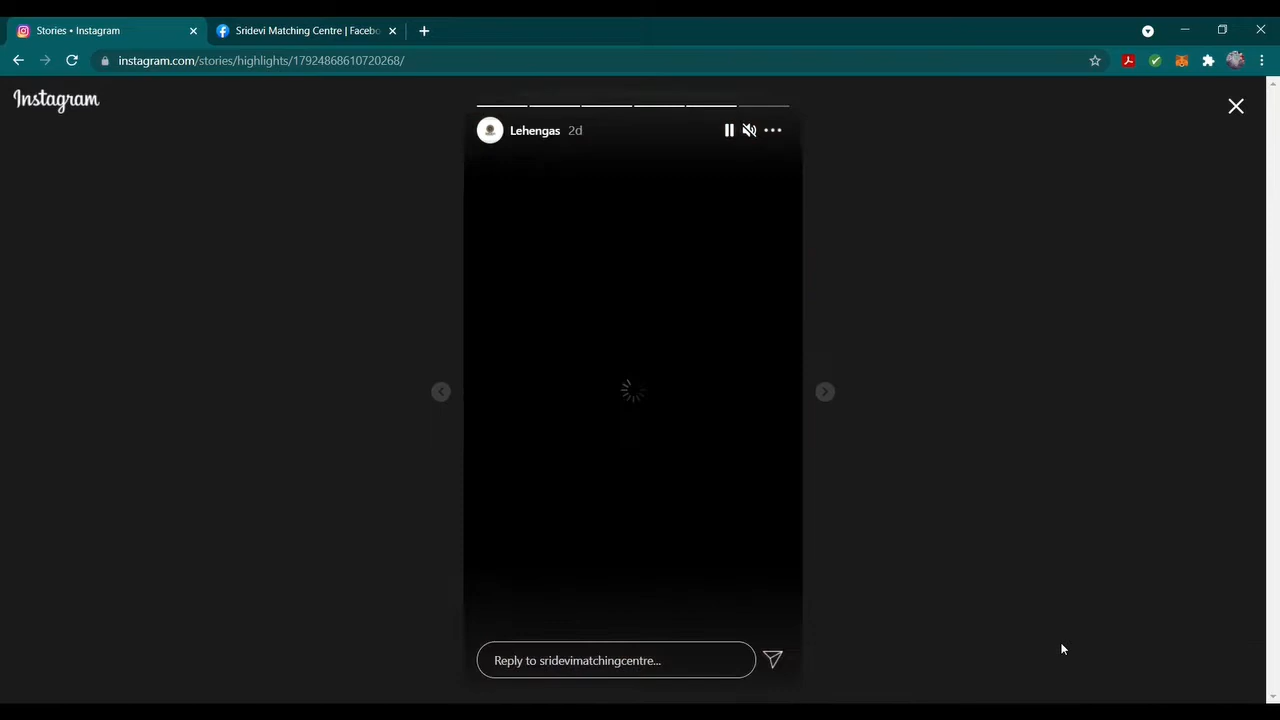 Stories • Instagram
Sridevi Matching Centre | Facebo
instagram.com/stories/highlights/17924868610720268/
Instagram
Lehengas 2d
Reply to sridevimatchingcentre...